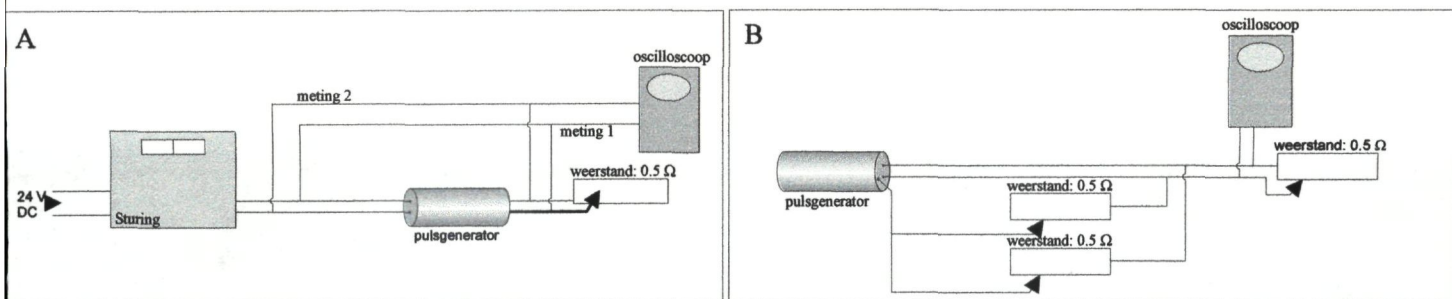 A
oscilloscoop
meting 2
meting 1
weerstand: 0.5 Ω
24 V
DC
Sturing
pulsgenerator
B
oscilloscoop
weerstand: 0.5 Ω
pulsgenerator
weerstand: 0.5 Ω
weerstand: 0.5 Ω